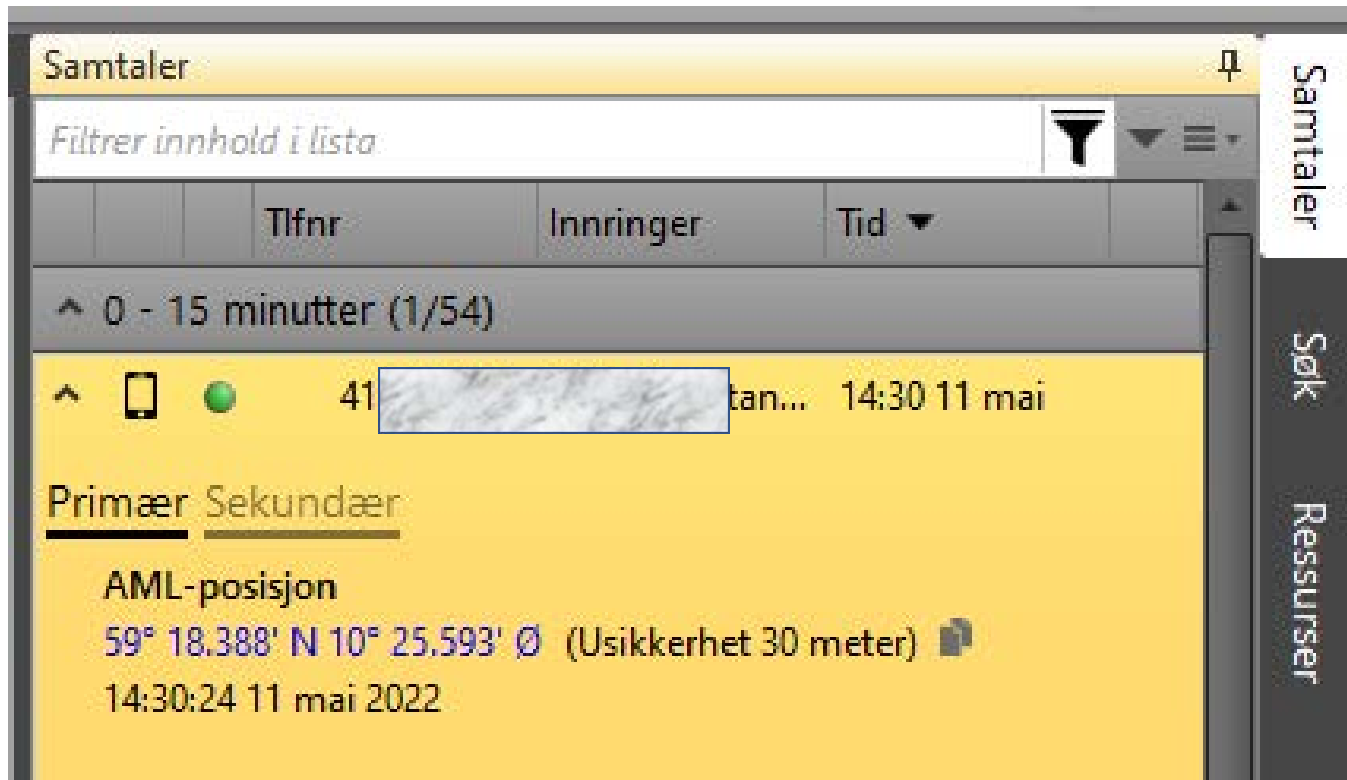 Samtaler
Filtrer innhold i lista
Tlfnr Innringer Tid
0 - 15 minutter (1/54)
41 tan... 14:30 11 mai
Primær Sekundær
AML-posisjon
59° 18.388' N 10° 25.593' Ø (Usikkerhet 30 meter)
14:30:24 11 mai 2022
Samtaler
Søk
Ressurser